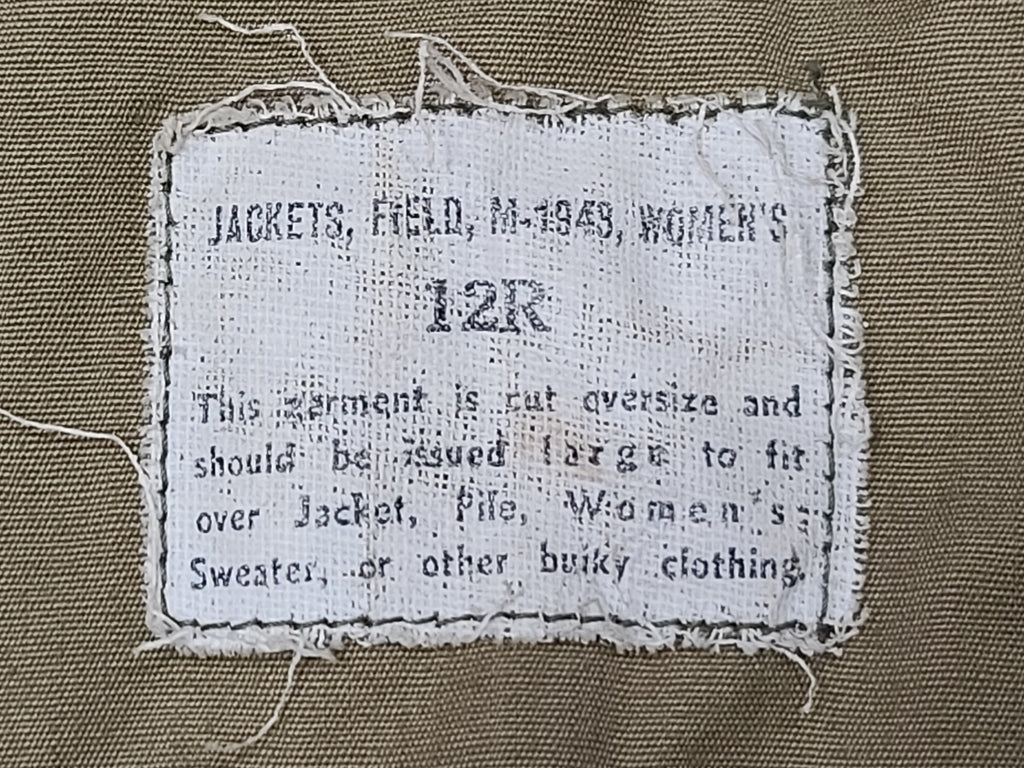 JACKETS, FIELD, M-1943, WOMEN'S
12R
This garment is cut oversize and
should be issued large to fit
over Jacket, Pile, Women's;
Sweater, or other bulky clothing.